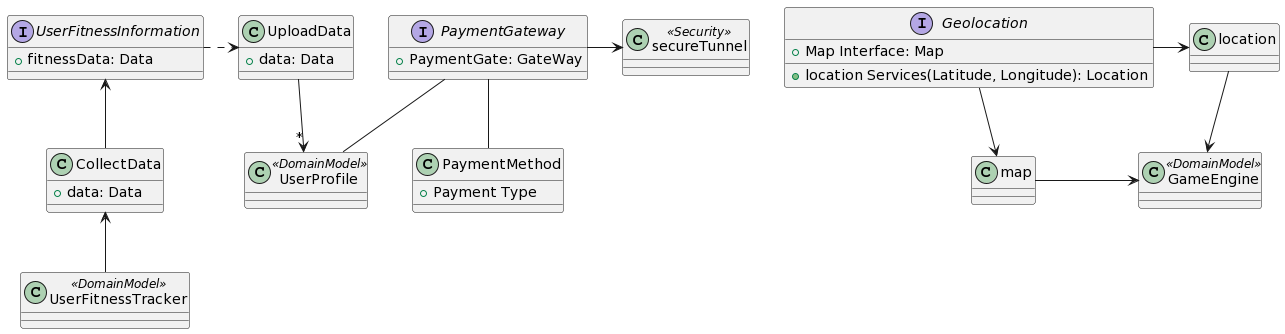 I UserFitnessInformation
fitnessData: Data
C UploadData
data: Data
I PaymentGateway
PaymentGate: GateWay
C «Security»
secureTunnel
I Geolocation
Map Interface: Map
location Services(Latitude, Longitude): Location
C location
C CollectData
data: Data
*
C «DomainModel»
UserProfile
C PaymentMethod
Payment Type
C map
C «DomainModel»
GameEngine
C «DomainModel»
UserFitnessTracker